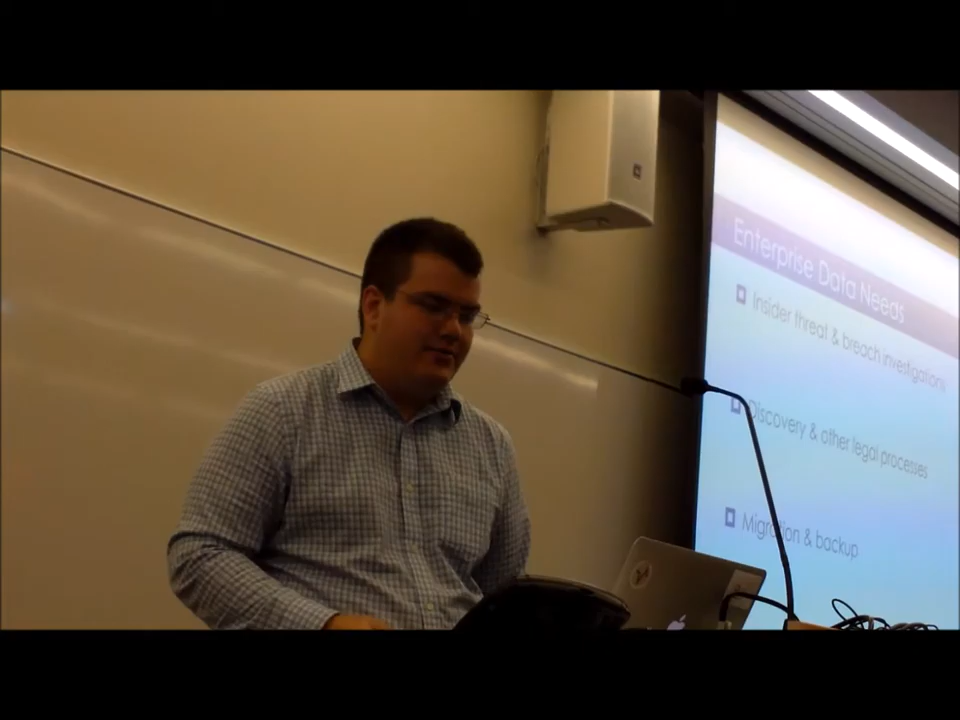 Enterprise Data Needs
Insider threat & breach investigations
Discovery & other legal processes
Migration & backup